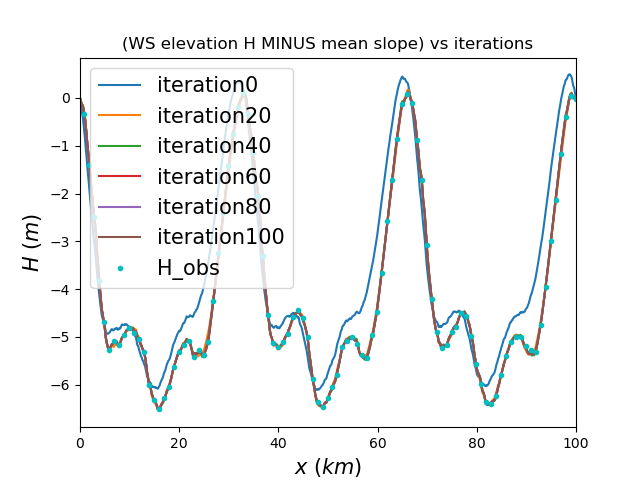 (WS elevation H MINUS mean slope) vs iterations
H (m)
0
−1
−2
−3
−4
−5
−6
iteration0
iteration20
iteration40
iteration60
iteration80
iteration100
H_obs
0 20 40 60 80 100
x (km)